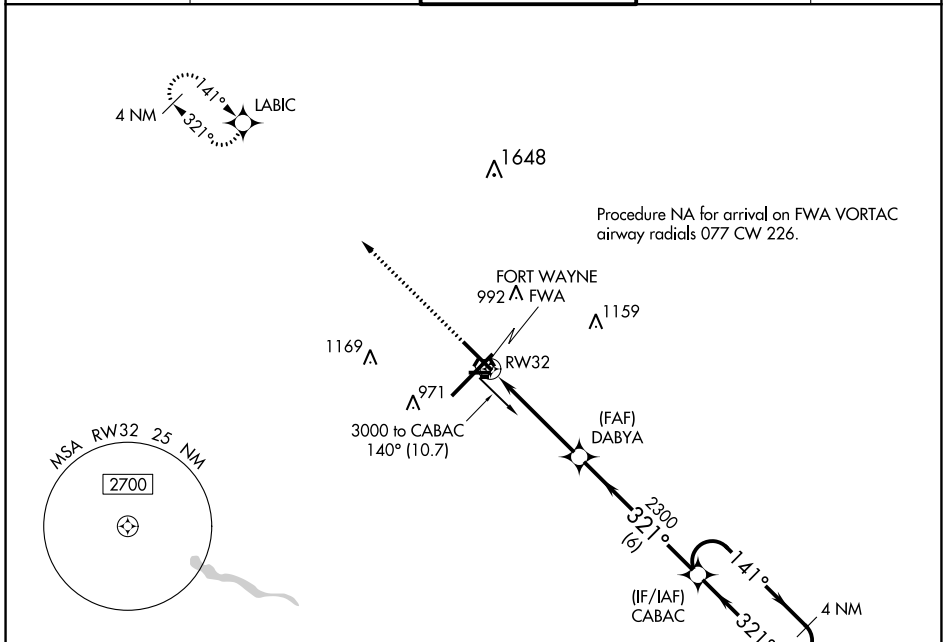 141°
321°
4 NM
LABIC
1648
Procedure NA for arrival on FWA VORTAC
airway radials 077 CW 226.
FORT WAYNE
992 FWA
1159
1169
RW32
971
3000 to CABAC
140° (10.7)
(FAF)
DABYA
MSA RW32 25 NM
2700
2300
321°
(6)
141°
(IF/IAF)
CABAC
4 NM
321°